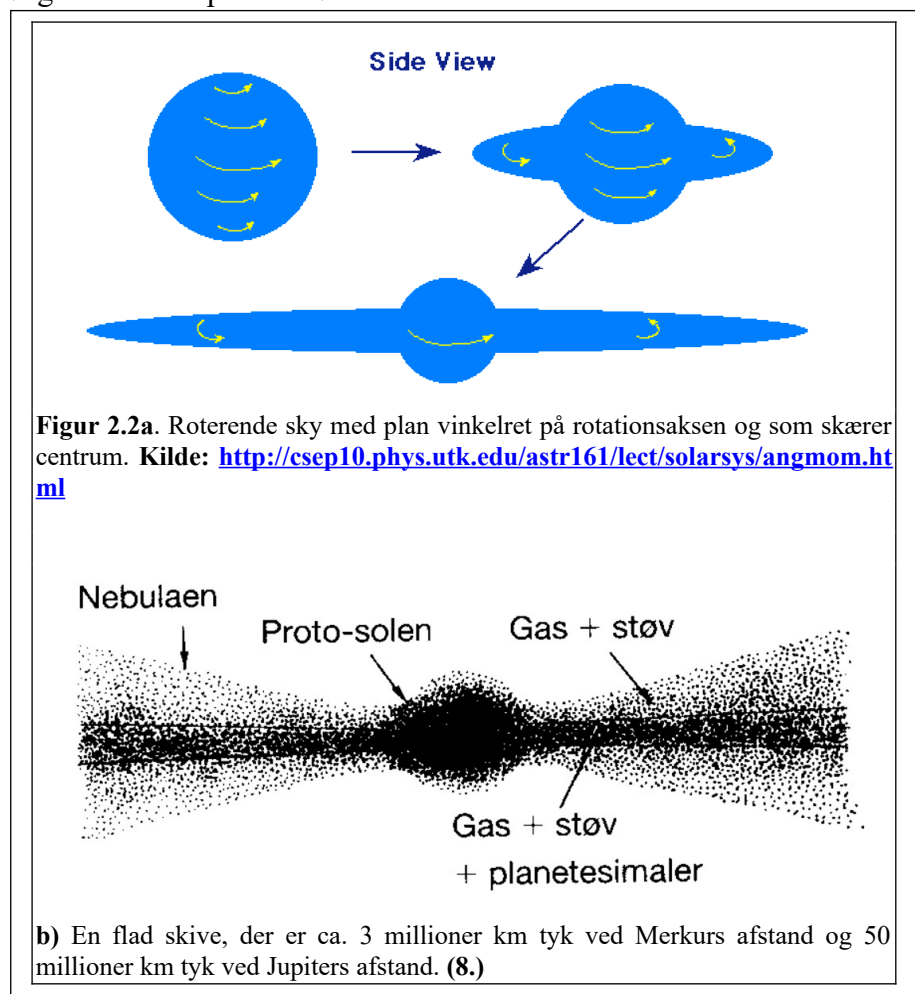 Side View
Figur 2.2a. Roterende sky med plan vinkelret på rotationsaksen og som skærer
centrum. Kilde: http://csep10.phys.utk.edu/astr161/lect/solarsys/angmom.ht
ml
Nebulaen
Proto-solen
Gas + støv
Gas + støv
+ planetesimaler
b) En flad skive, der er ca. 3 millioner km tyk ved Merkurs afstand og 50
millioner km tyk ved Jupiters afstand. (8.)